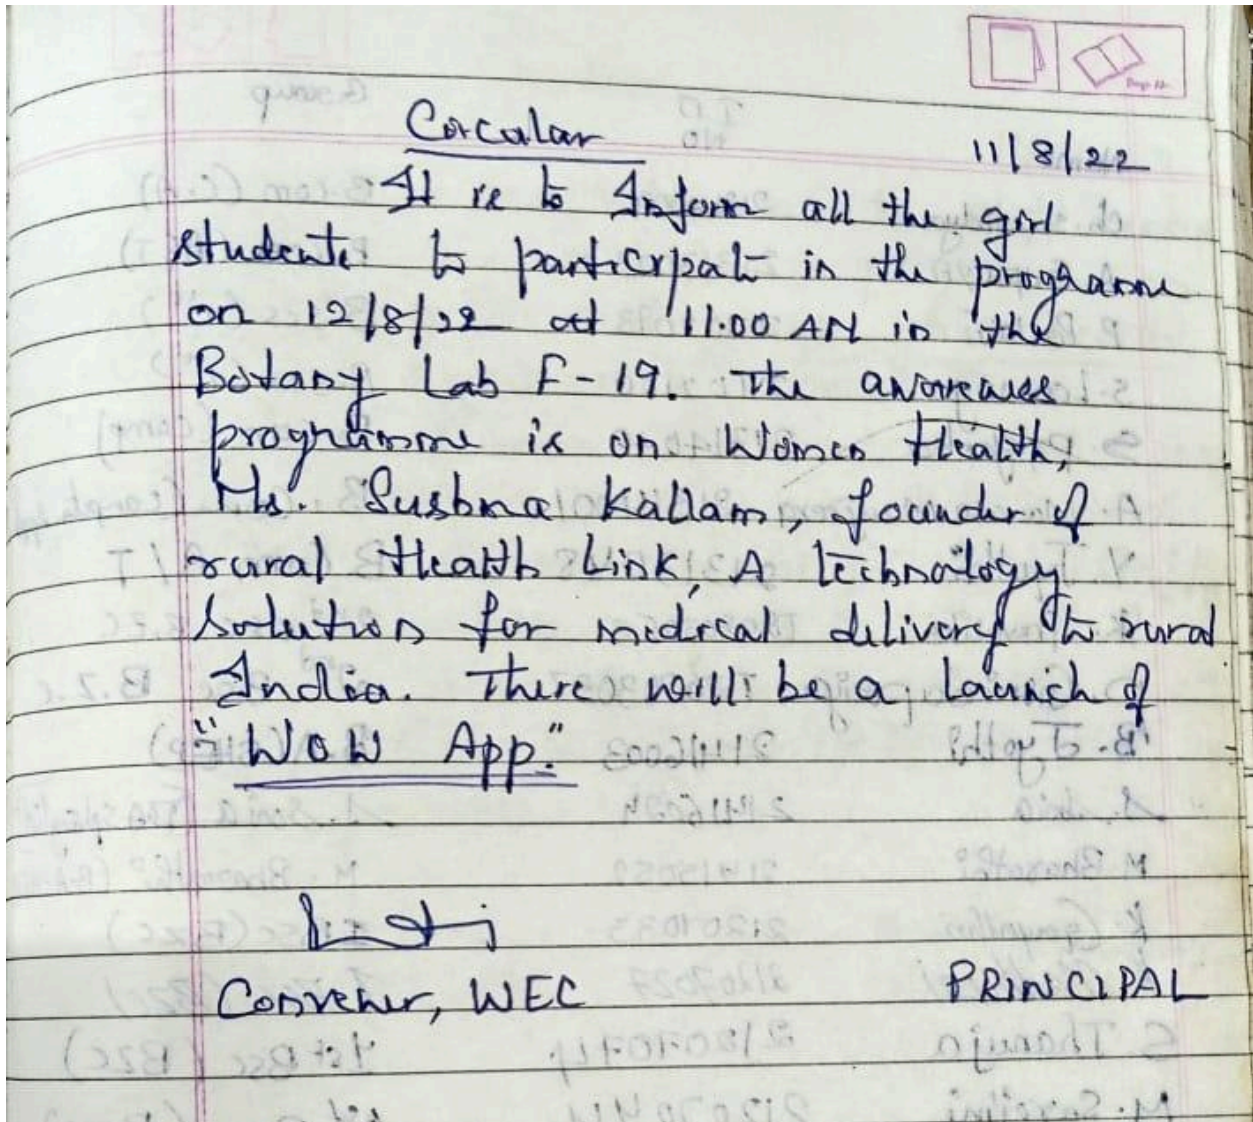 Circular
11/8/22
It is to Inform all the girl
students to participate in the programme
on 12/8/22 at 11.00 AM in the
Botany Lab F-19. The awareness
programme is on Women Health,
Ms. Sushma Kallam, founder of
rural Health Link, A technology
solution for medical delivery to rural
India. There will be a launch of
"WOW App."
Convener, WEC
PRINCIPAL